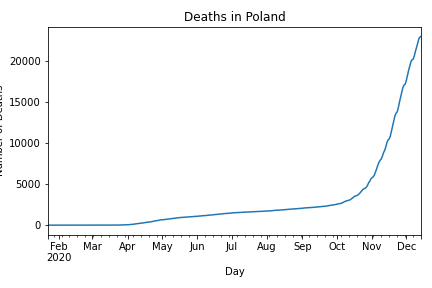 Deaths in Poland
Number of Deaths
20000
15000
10000
5000
0
Feb Mar Apr May Jun Jul Aug Sep Oct Nov Dec
2020
Day